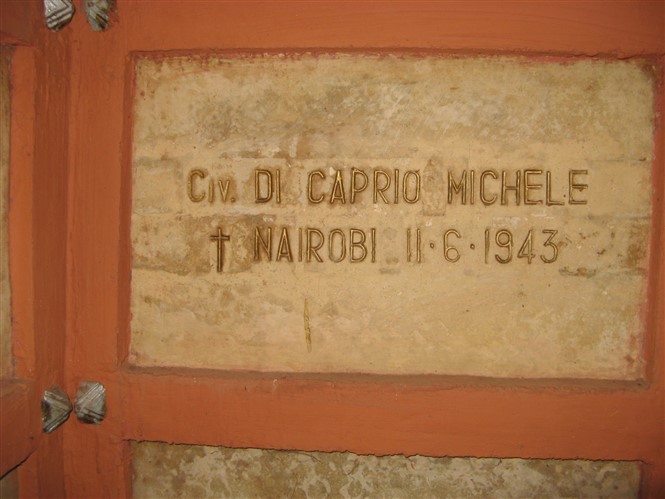 Civ. DI CAPRIO MICHELE
† NAIROBI 11·6·1943